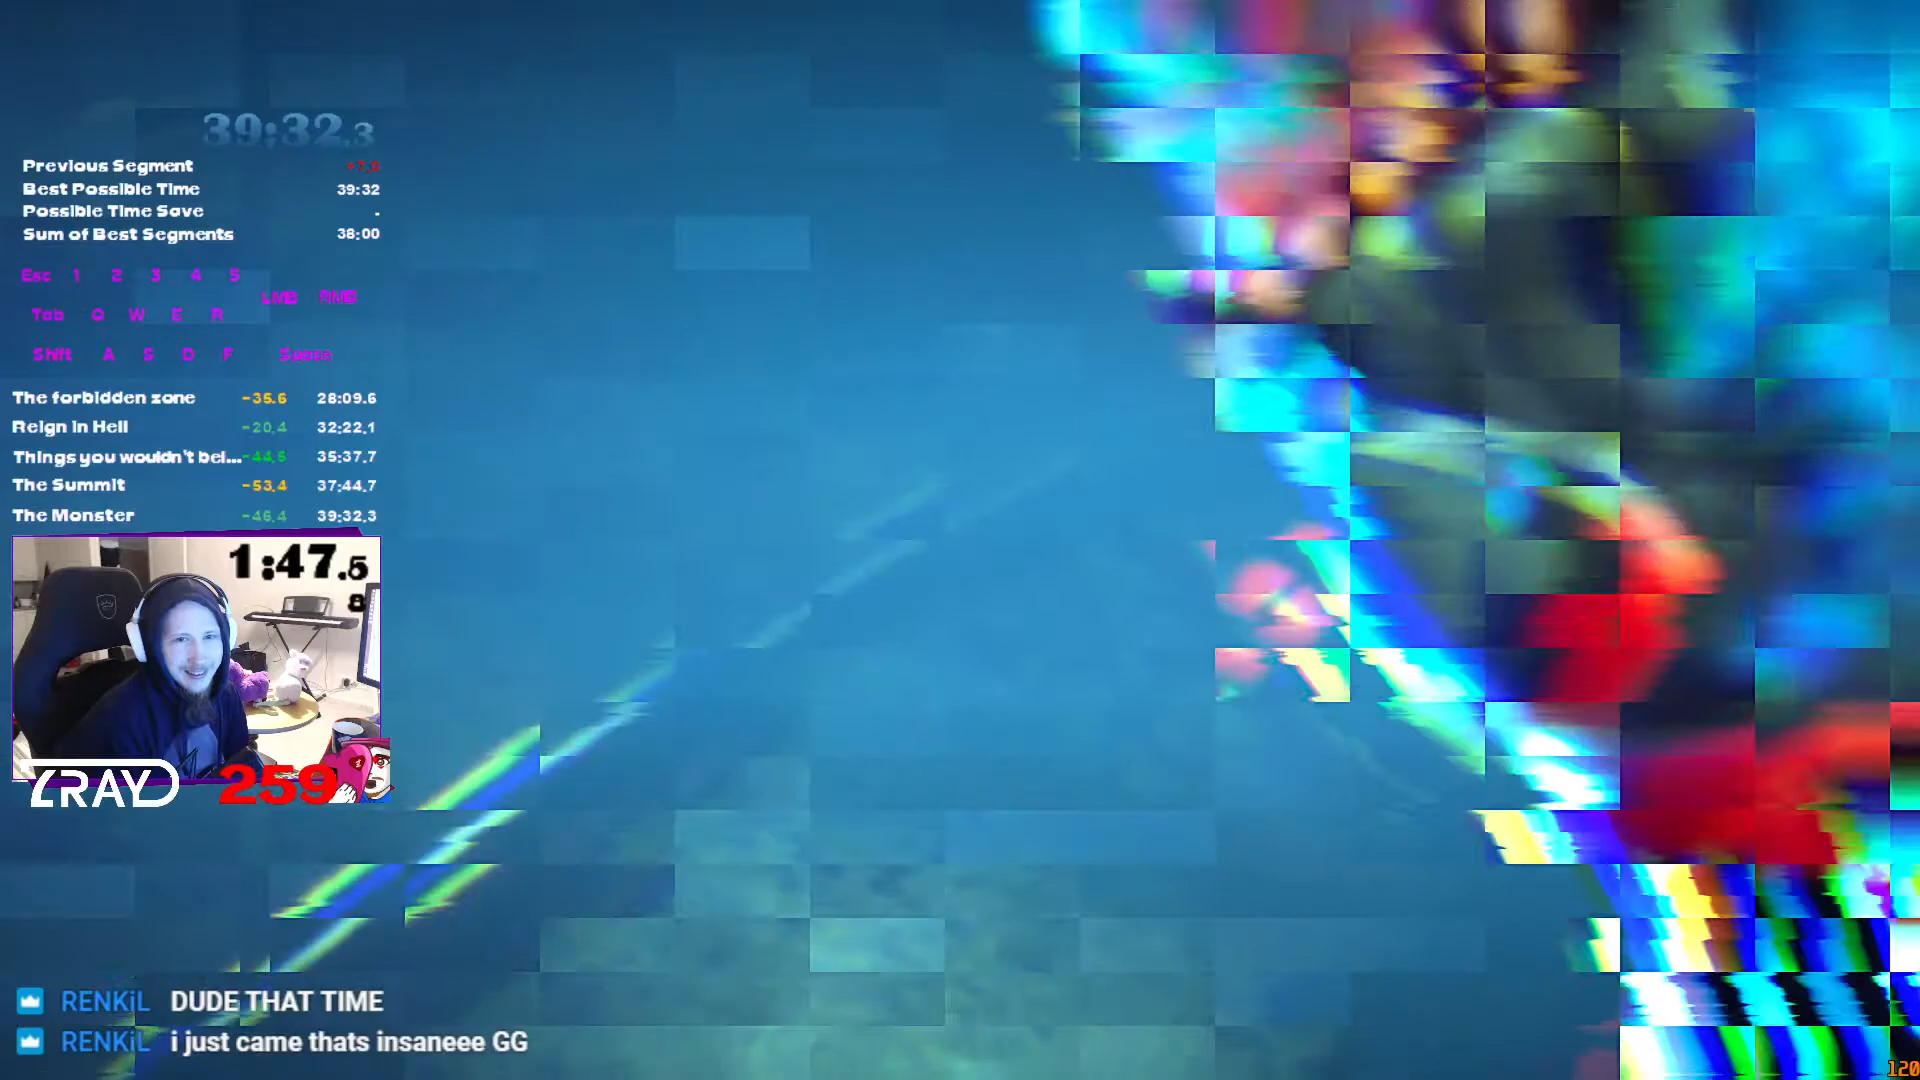 39:32.3
Previous Segment +7.0
Best Possible Time 39:32
Possible Time Save .
Sum of Best Segments 38:00
Esc 1 2 3 4 5
LMB RMB
Tab Q W E R
Shift A S D F Space
The forbidden zone -35.6 28:09.6
Reign in Hell -20.4 32:22.1
Things you wouldn't bel... -44.5 35:37.7
The Summit -53.4 37:44.7
The Monster -46.4 39:32.3
1:47.5
8
ZRAY 259
RENKiL DUDE THAT TIME
RENKiL i just came thats insaneee GG
120